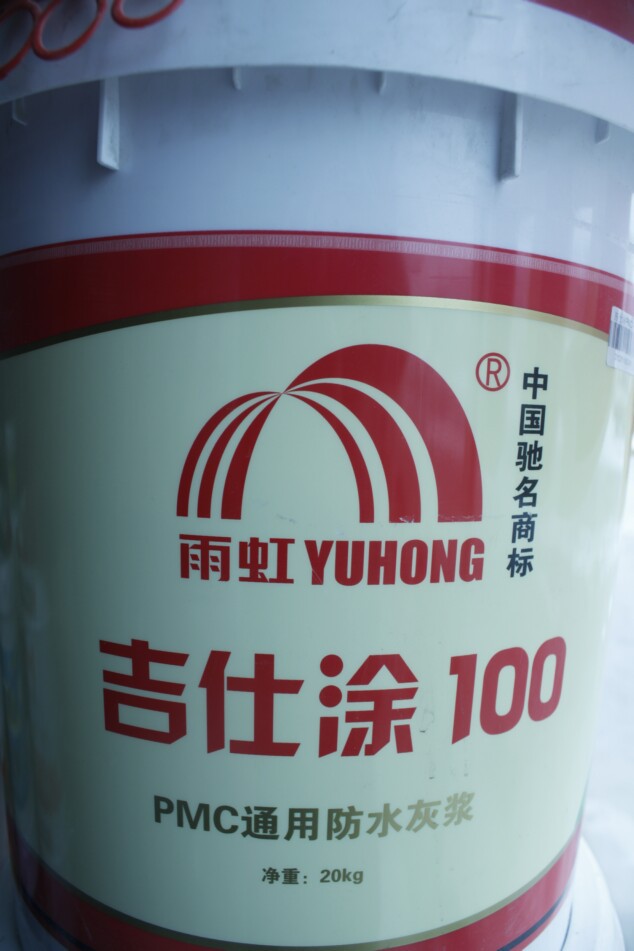 ®
中国驰名商标
雨虹 YUHONG
吉仕涂 100
PMC通用防水灰浆
净重：20kg